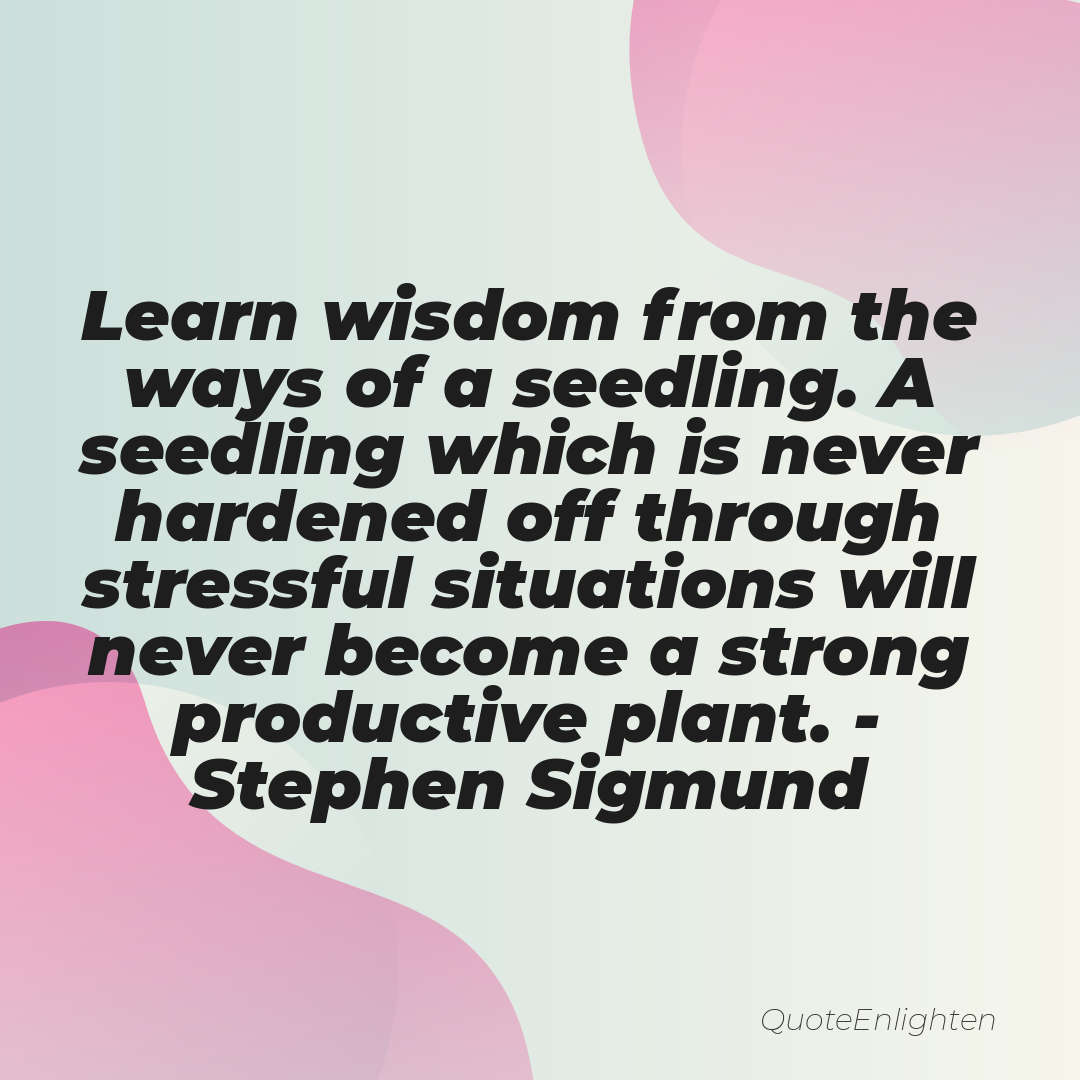 Learn wisdom from the
ways of a seedling. A
seedling which is never
hardened off through
stressful situations will
never become a strong
productive plant. -
Stephen Sigmund
QuoteEnlighten